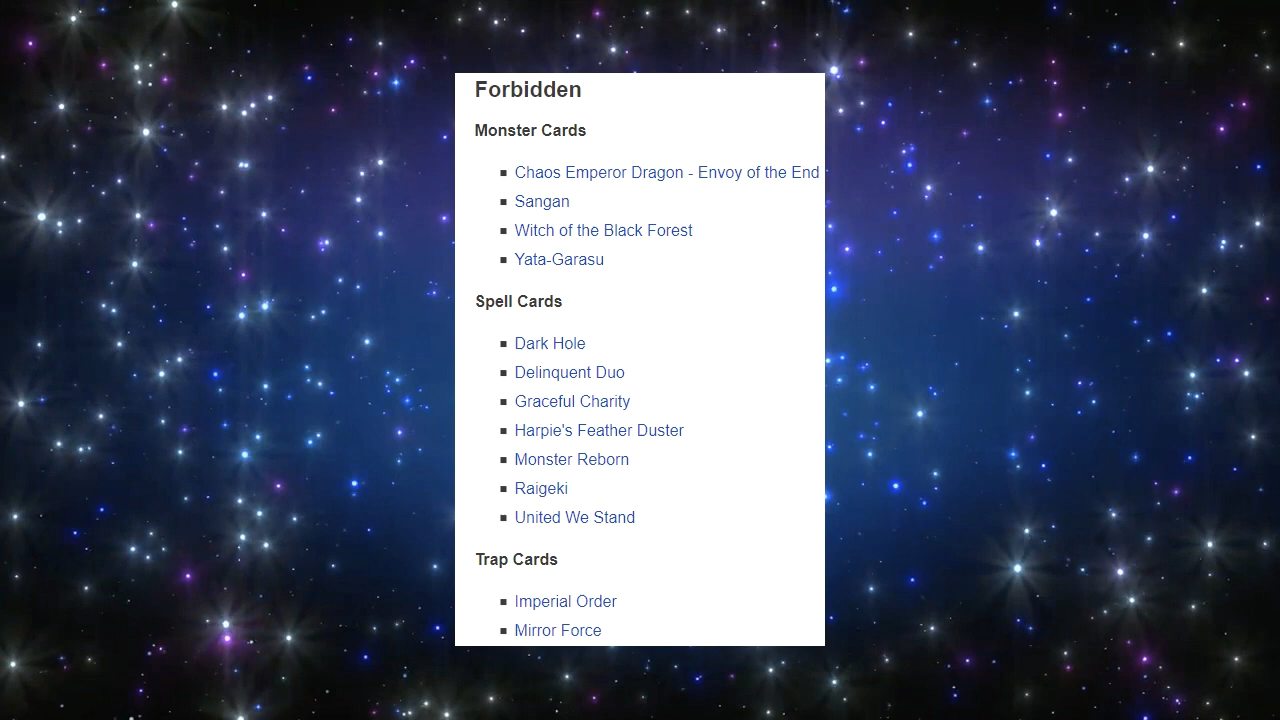 Forbidden
Monster Cards
Chaos Emperor Dragon - Envoy of the End
Sangan
Witch of the Black Forest
Yata-Garasu
Spell Cards
Dark Hole
Delinquent Duo
Graceful Charity
Harpie's Feather Duster
Monster Reborn
Raigeki
United We Stand
Trap Cards
Imperial Order
Mirror Force